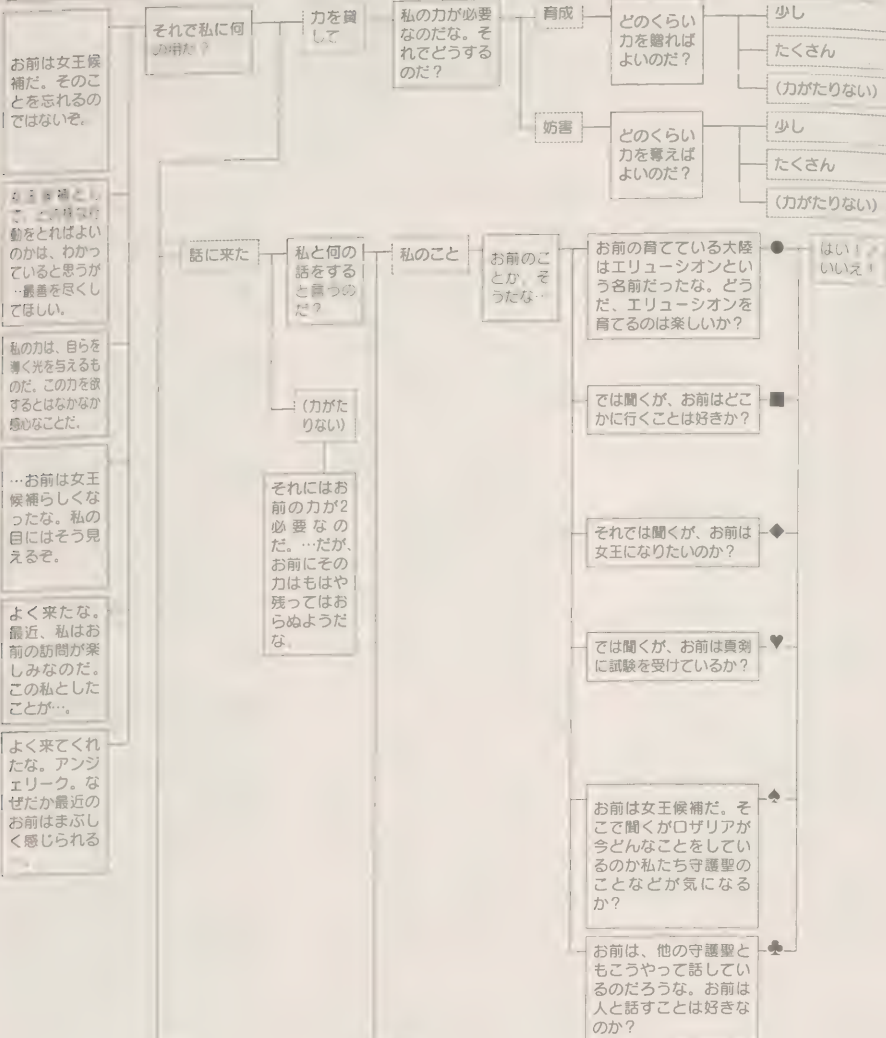 お前は女王候
補だ。そのこ
とを忘れるの
ではないぞ。
動をとればよい
のかは、わかっ
ていると思うが
…最善を尽くし
てほしい。
私の力は、自らを
導く光を与えるも
のだ。この力を欲
するとはなかなか
感心なことだ。
…お前は女王
候補らしくな
ったな。私の
目にはそう見
えるぞ。
よく来たな。
最近、私はお
前の訪問が楽
しみなのだ。
この私とした
ことが…。
よく来てくれ
たな。アンジ
ェリーク。な
ぜだか最近の
お前はまぶし
く感じられる
…。
それで私に何
力を貸
して
私の力が必要
なのだな。そ
れでどうする
のだ？
育成
どのくらい
力を贈れば
よいのだ？
少し
たくさん
（力がたりない）
妨害
どのくらい
力を奪えば
よいのだ？
少し
たくさん
（力がたりない）
話に来た
私と何の
話をする
と言うの
だ？
（力がた
りない）
それにはお
前の力が2
必要なの
だ。…だが、
お前にその
力はもはや
残ってはお
らぬようだ
な。
私のこと
お前のこ
とか。そ
うだな…
お前の育てている大陸
はエリューシオンとい
う名前だったな。どう
だ、エリューシオンを
育てるのは楽しいか？
●
はい！
いいえ！
では聞くが、お前はどこ
かに行くことは好きか？
■
それでは聞くが、お前は
女王になりたいのか？
◆
では聞くが、お前は真剣
に試験を受けているか？
♥
お前は女王候補だ。そ
こで聞くがロザリアが
今どんなことをしてい
るのか私たち守護聖の
ことなどが気になる
か？
♠
お前は、他の守護聖と
もこうやって話してい
るのだろうな。お前は
人と話すことは好きな
のか？
♣